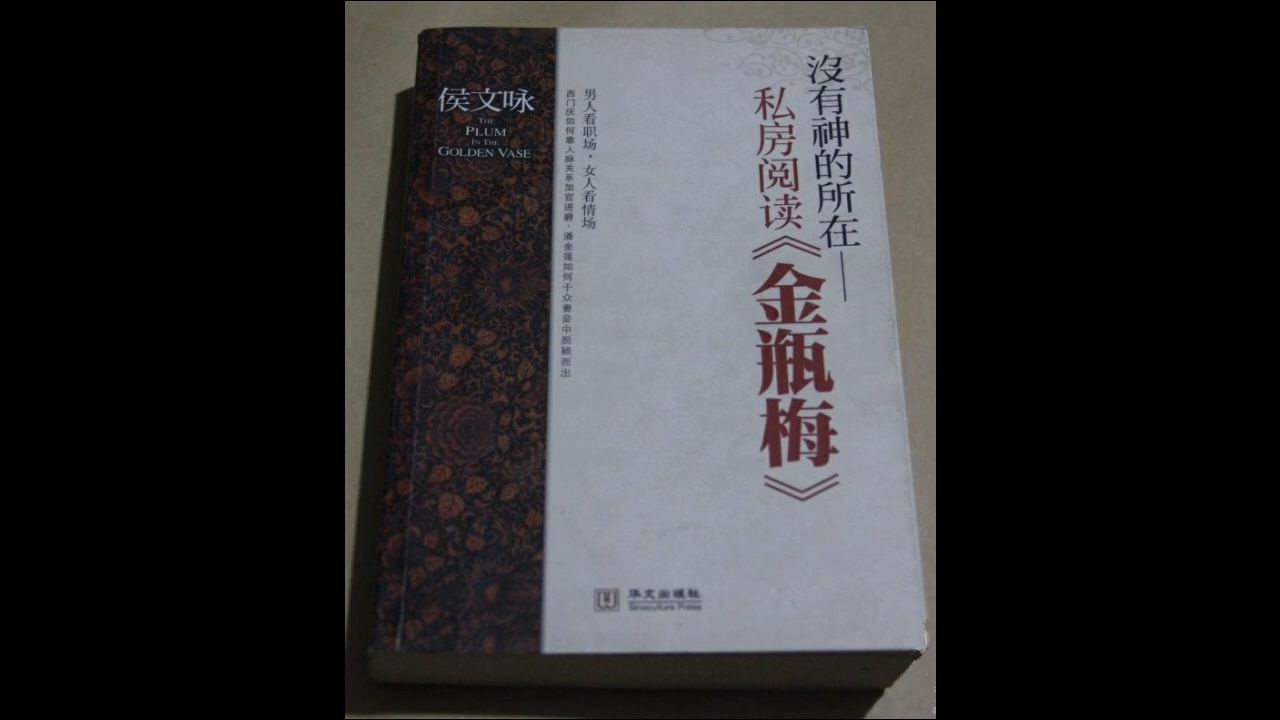 沒有神的所在——
私房阅读
《金瓶梅》
男人看职场，女人看情场
西门庆如何靠人脉关系加官进爵，潘金莲如何于众妻妾中脱颖而出
侯文咏
THE
PLUM
IN THE
GOLDEN VASE
华文出版社
Sinoculture Press